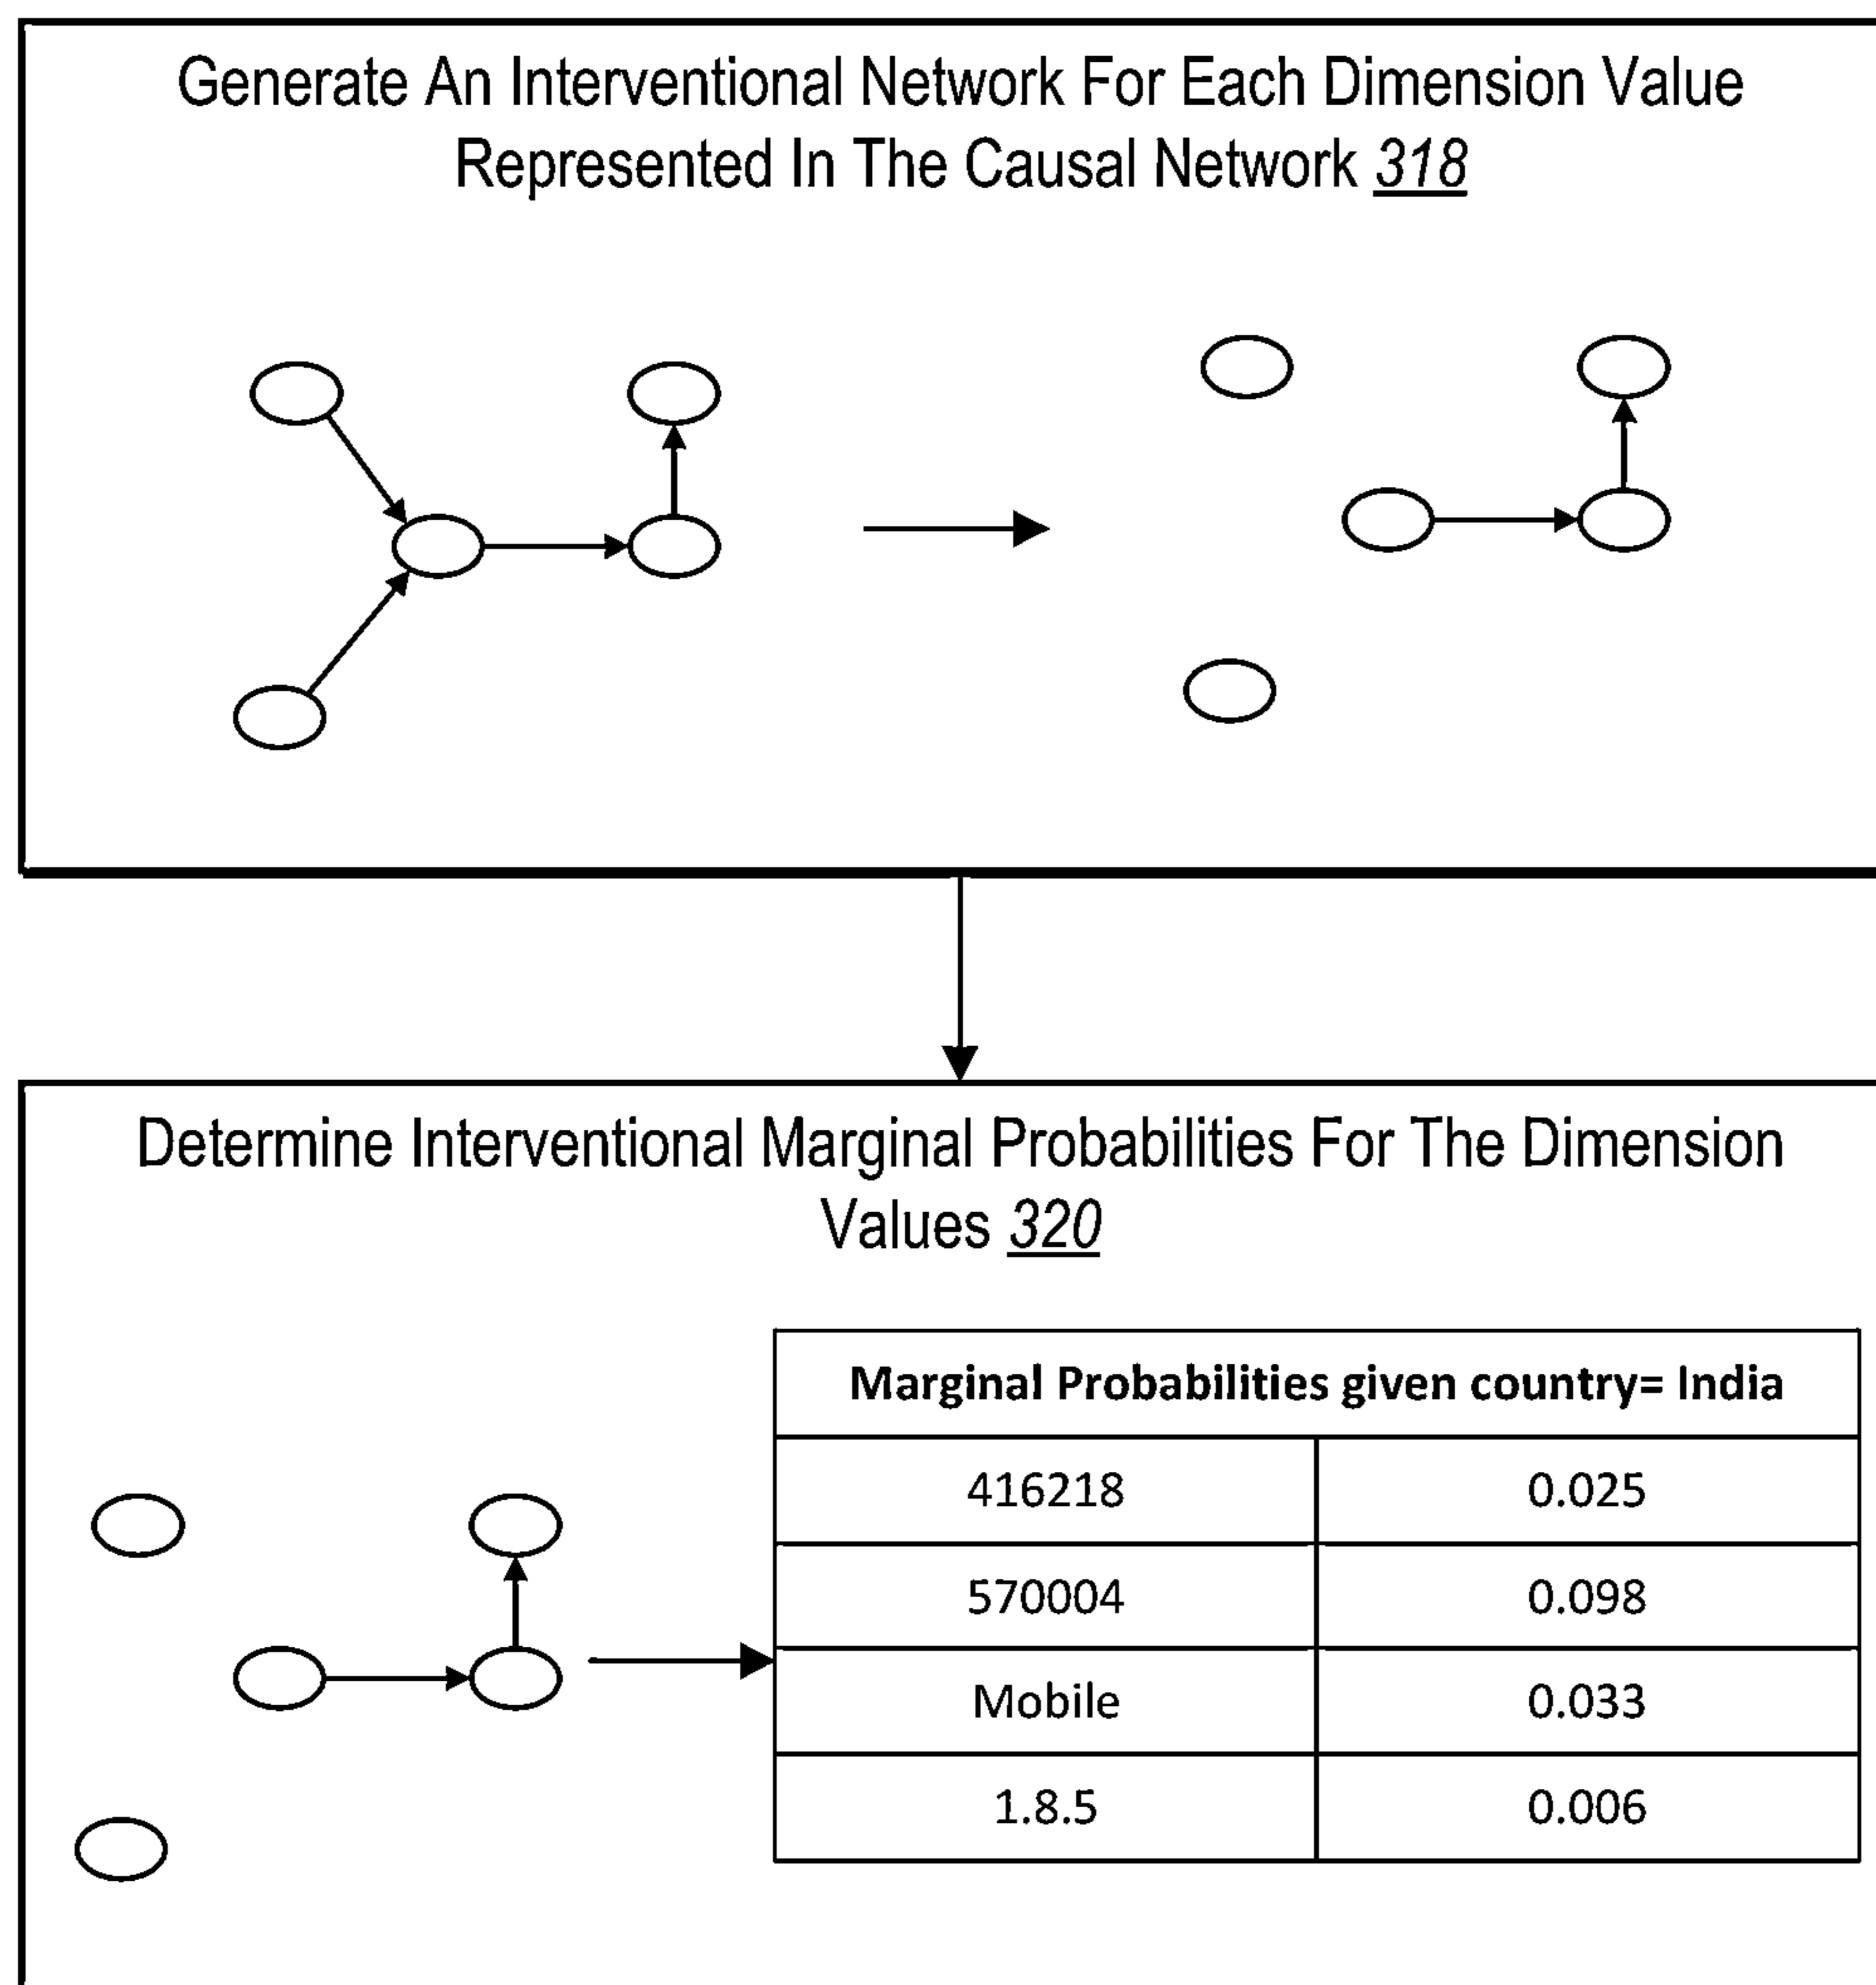 Generate An Interventional Network For Each Dimension Value
Represented In The Causal Network 318
Determine Interventional Marginal Probabilities For The Dimension
Values 320
Marginal Probabilities given country= India
416218 0.025
570004 0.098
Mobile 0.033
1.8.5 0.006